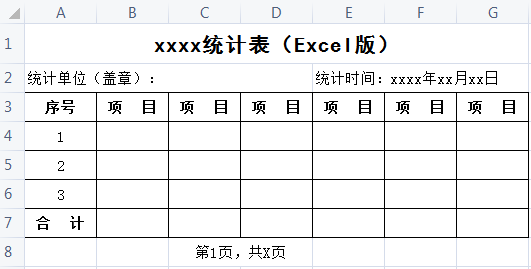 A B C D E F G
1 xxxx统计表（Excel版）
2 统计单位（盖章）： 统计时间：xxxx年xx月xx日
3 序号 项 目 项 目 项 目 项 目 项 目 项 目
4 1
5 2
6 3
7 合 计
8 第1页，共X页